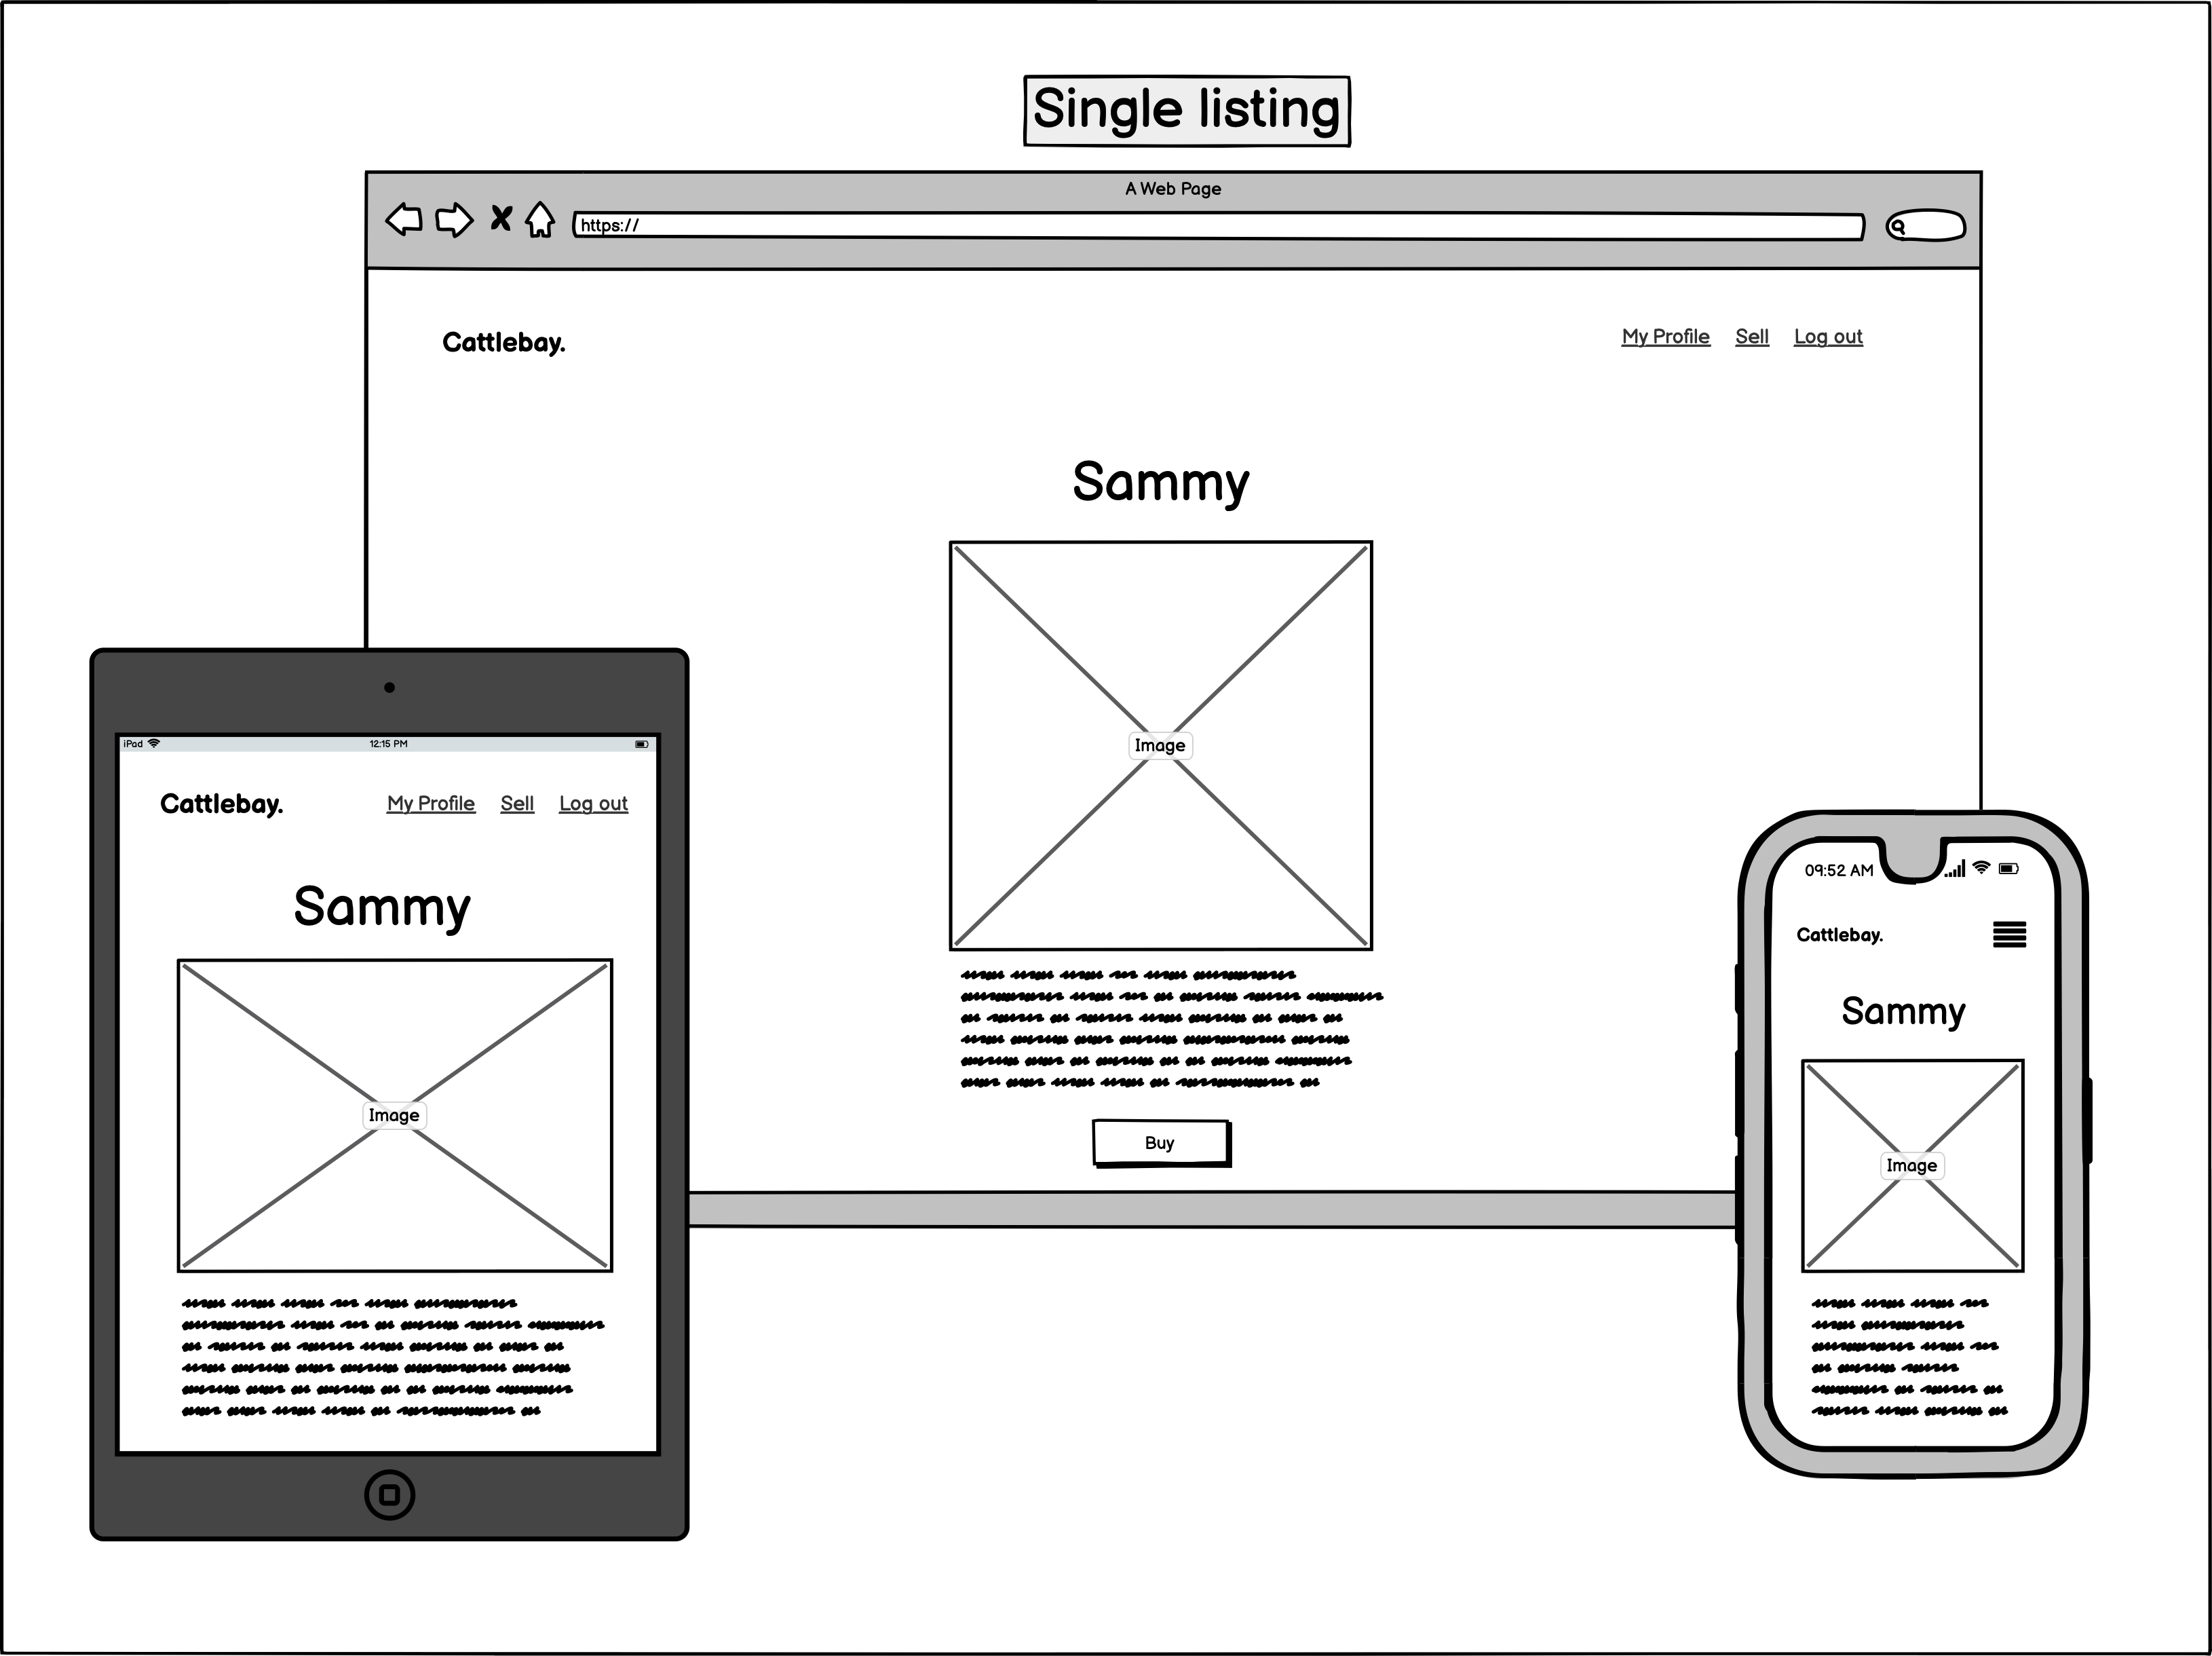 Single listing
A Web Page
https://
Cattlebay.
My Profile Sell Log out
Sammy
Image
Buy
iPad 12:15 PM
Cattlebay. My Profile Sell Log out
Sammy
Image
09:52 AM
Cattlebay.
Sammy
Image